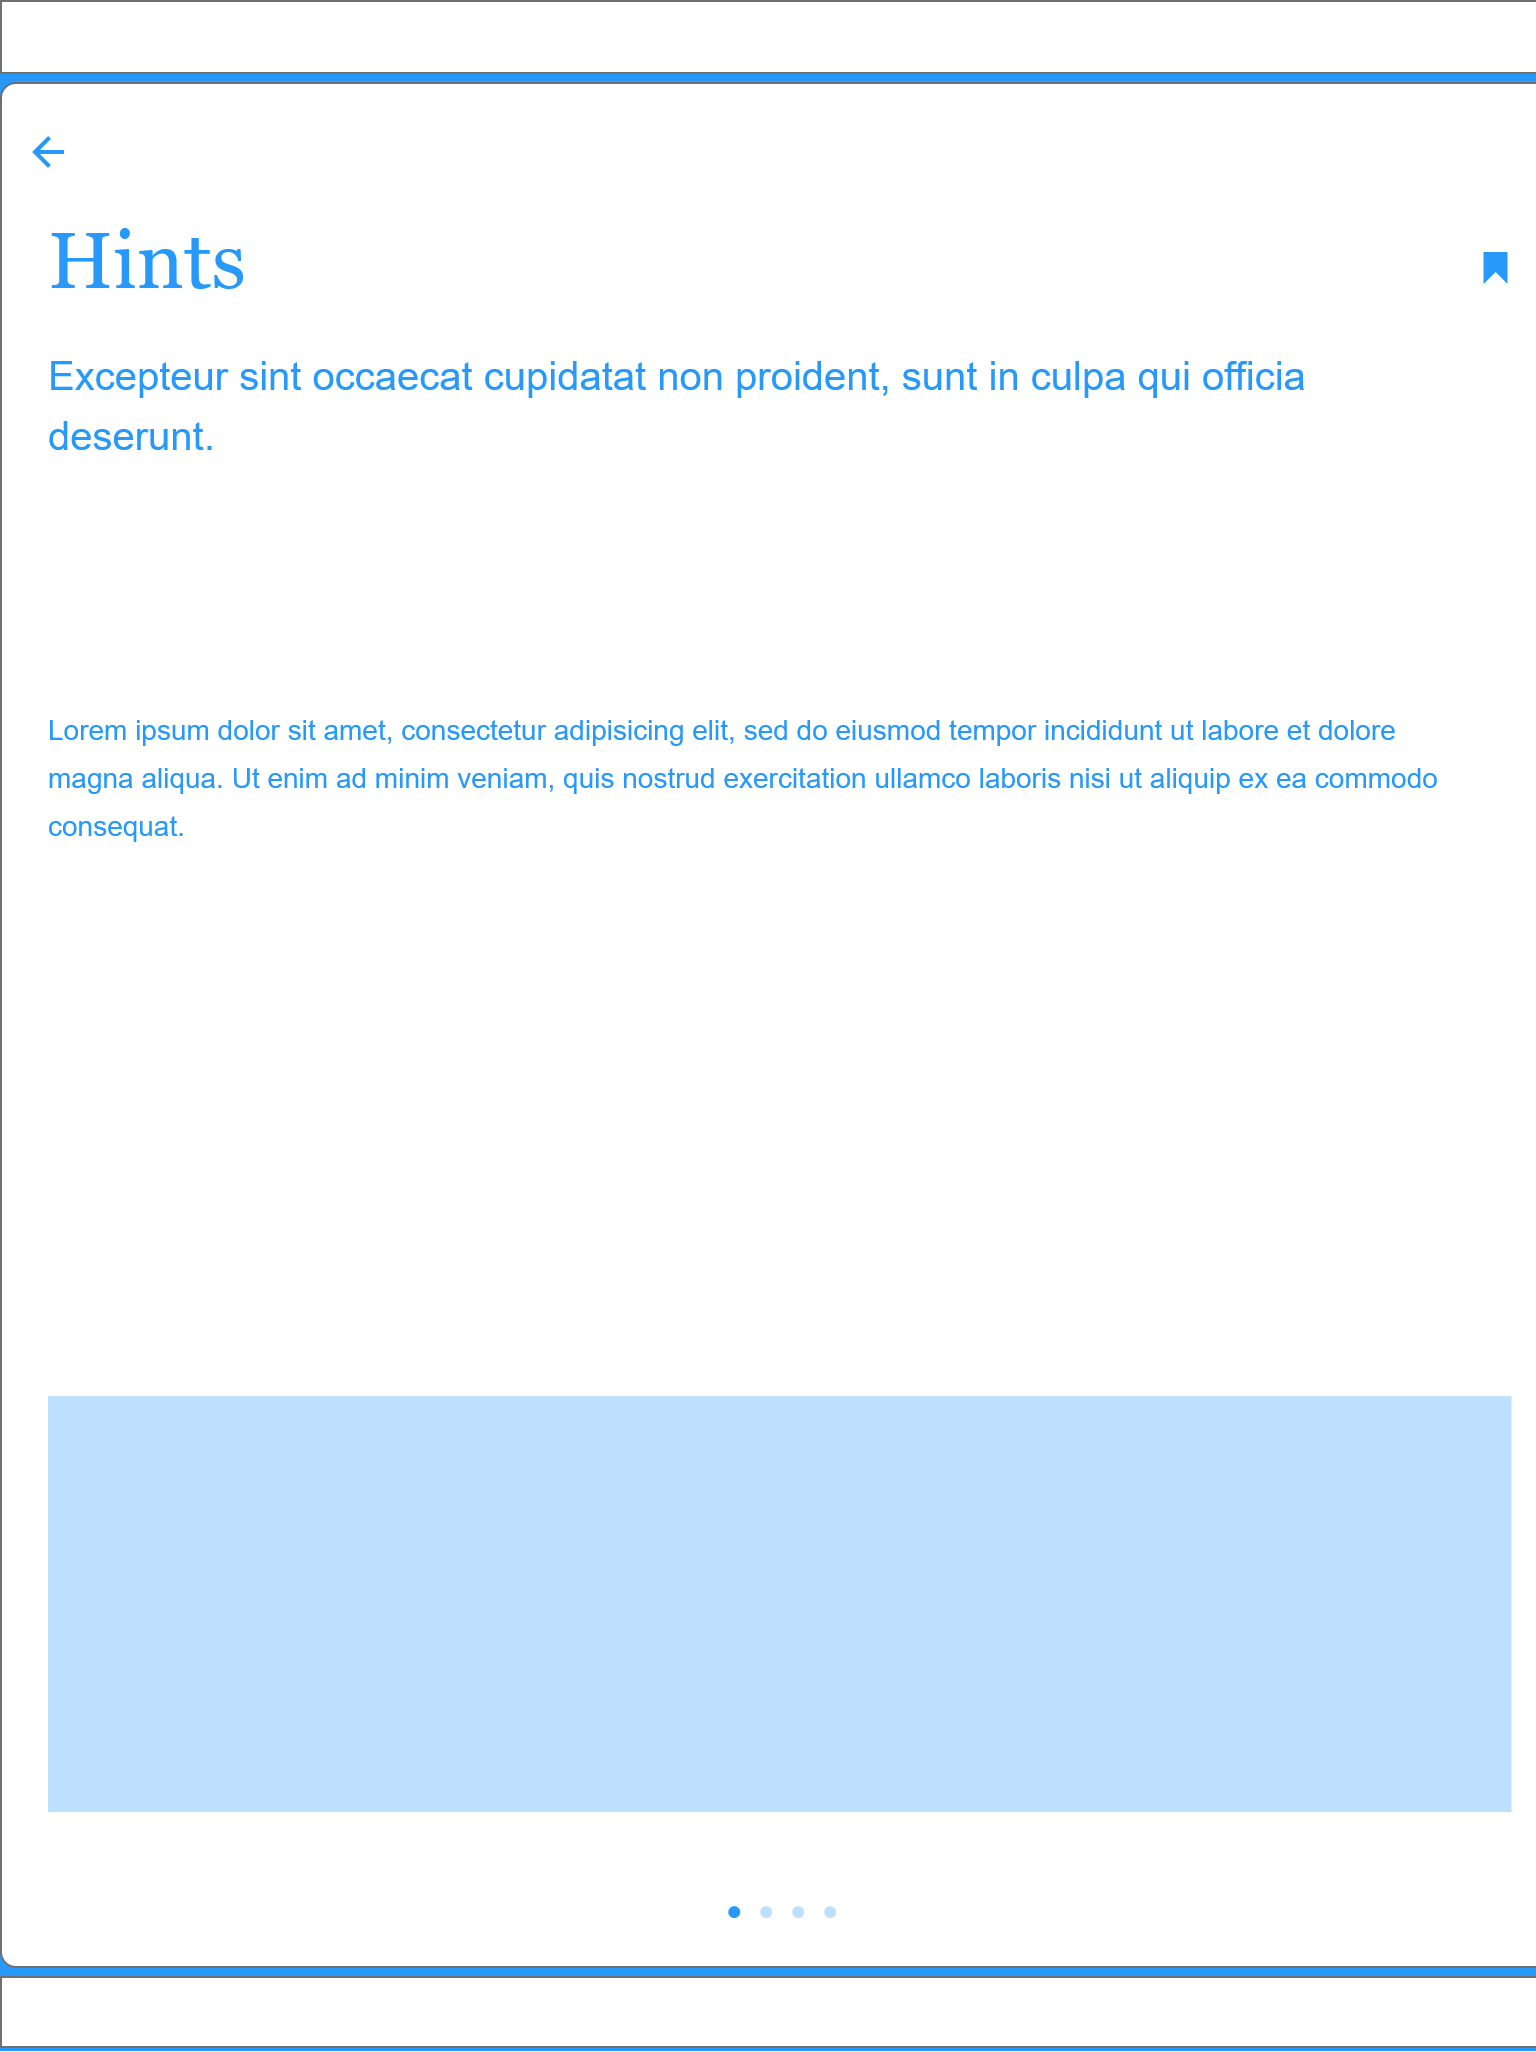 Hints
Excepteur sint occaecat cupidatat non proident, sunt in culpa qui officia
deserunt.
Lorem ipsum dolor sit amet, consectetur adipisicing elit, sed do eiusmod tempor incididunt ut labore et dolore
magna aliqua. Ut enim ad minim veniam, quis nostrud exercitation ullamco laboris nisi ut aliquip ex ea commodo
consequat.